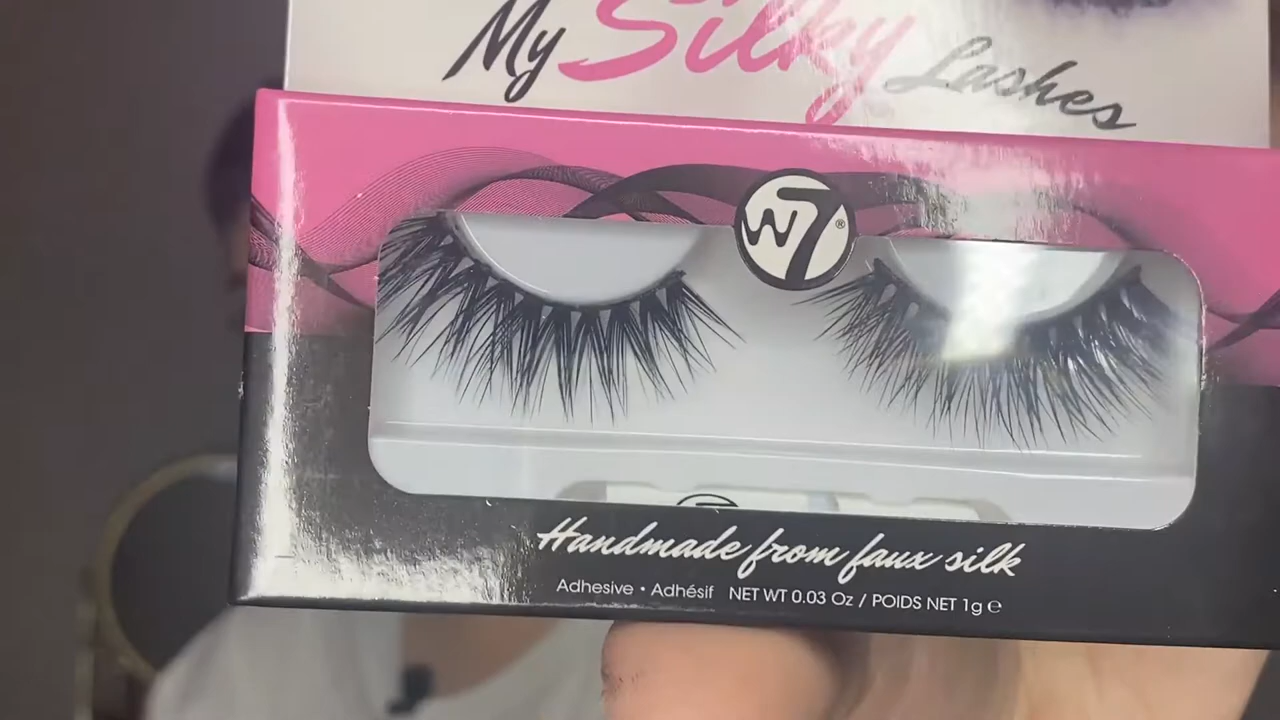 My Silky Lashes
W7®
Handmade from faux silk
Adhesive • Adhésif NET WT 0.03 Oz / POIDS NET 1g ℮